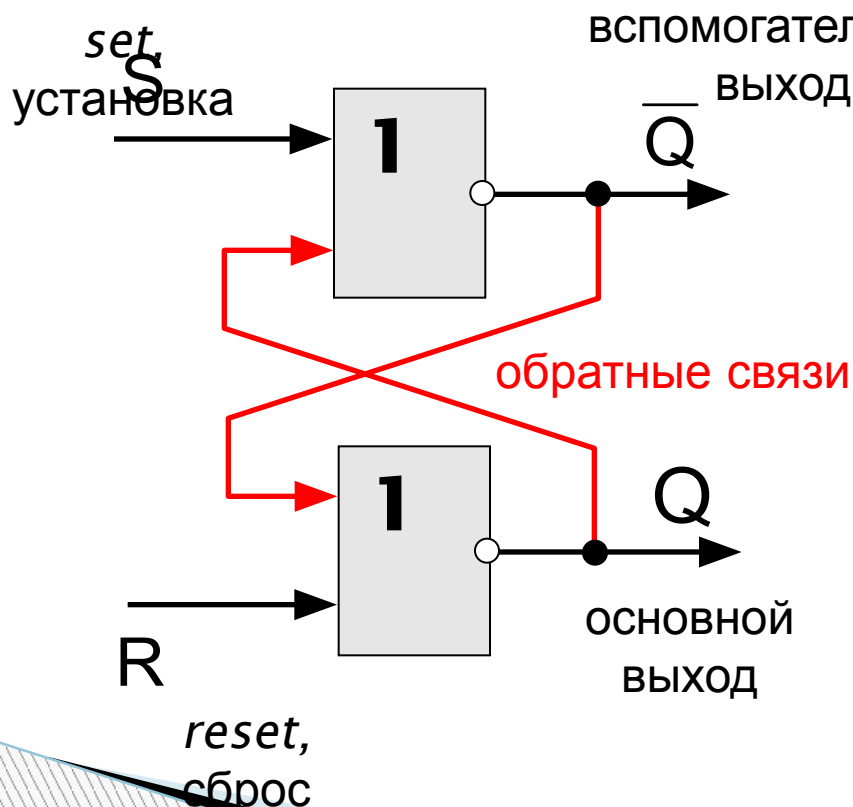 set,
S
установка
вспомогател
выход
Q
1
обратные связи
1
Q
основной
выход
R
reset,
сброс